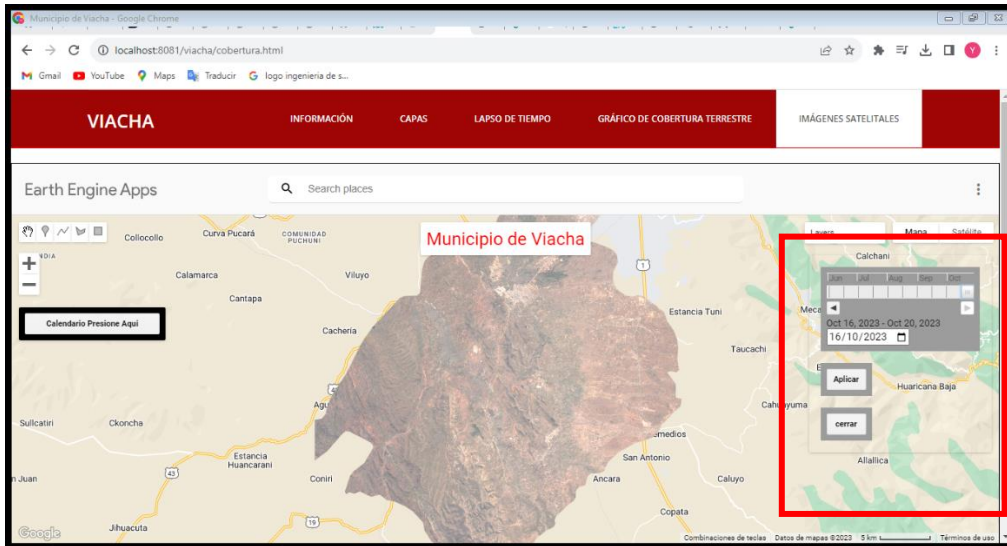 Municipio de Viacha - Google Chrome
localhost:8081/viacha/cobertura.html
Gmail YouTube Maps Traducir logo ingenieria de s...
VIACHA INFORMACIÓN CAPAS LAPSO DE TIEMPO GRÁFICO DE COBERTURA TERRESTRE IMÁGENES SATELITALES
Earth Engine Apps Search places
Municipio de Viacha
Layers Mapa Satélite
Collocollo
Curva Pucará
COMUNIDAD
PUCHUNI
Calchani
Calamarca
Viluyo
1
Jun Jul Aug Sep Oct
Cantapa
Estancia Tuni
Calendario Presione Aqui
Cacheria
Oct 16, 2023 - Oct 20, 2023
16/10/2023
Taucachi
Aplicar
Huaricana Baja
Sullcatiri
Ckoncha
cerrar
Estancia
Huancarani
San Antonio
Allallica
43
Coniri
Ancara
Caluyo
Copata
Jihuacuta
19
Google
Combinaciones de teclas Datos de mapas ©2023 5 km Términos de uso